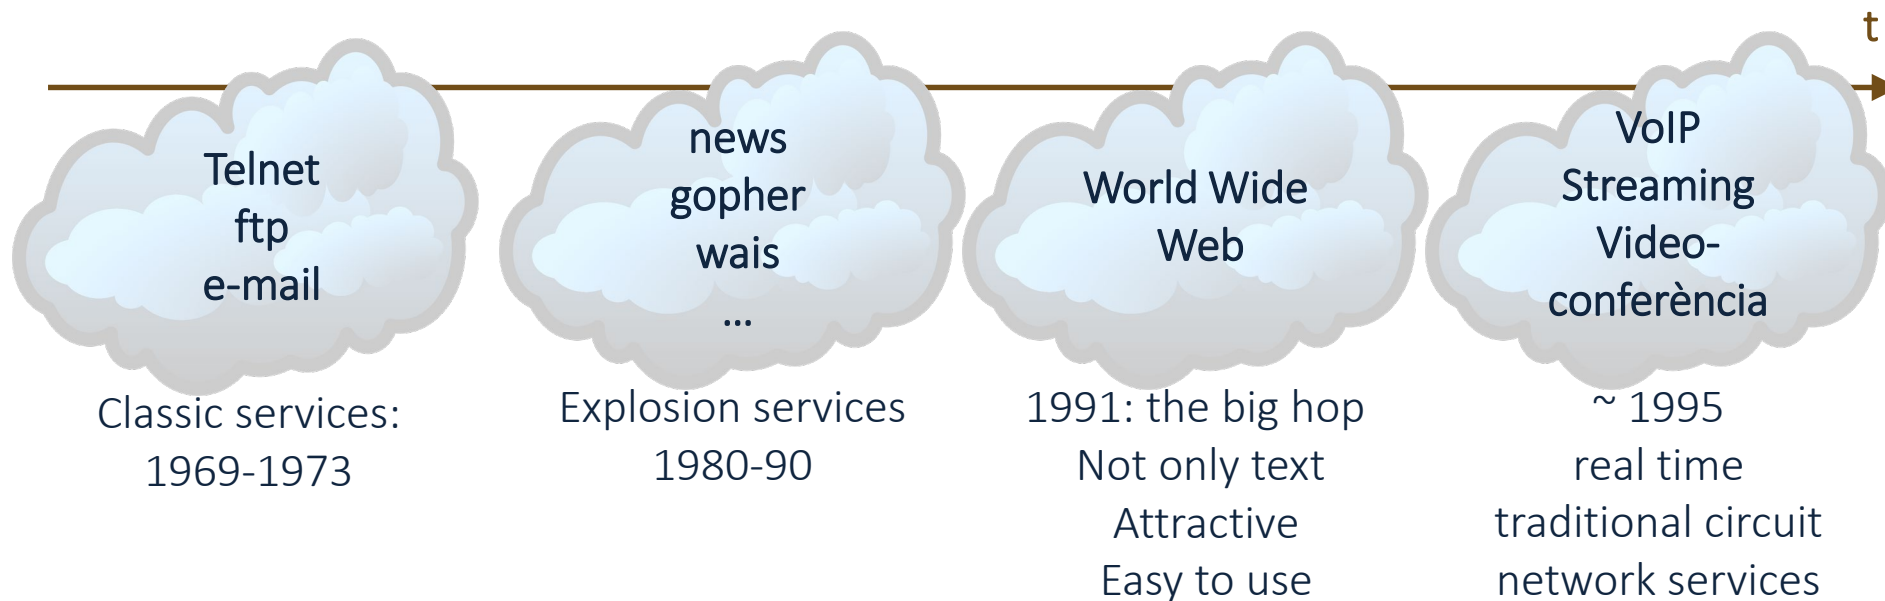 t
Telnet
ftp
e-mail
Classic services:
1969-1973
news
gopher
wais
...
Explosion services
1980-90
World Wide
Web
1991: the big hop
Not only text
Attractive
Easy to use
VoIP
Streaming
Video-
conferència
~ 1995
real time
traditional circuit
network services